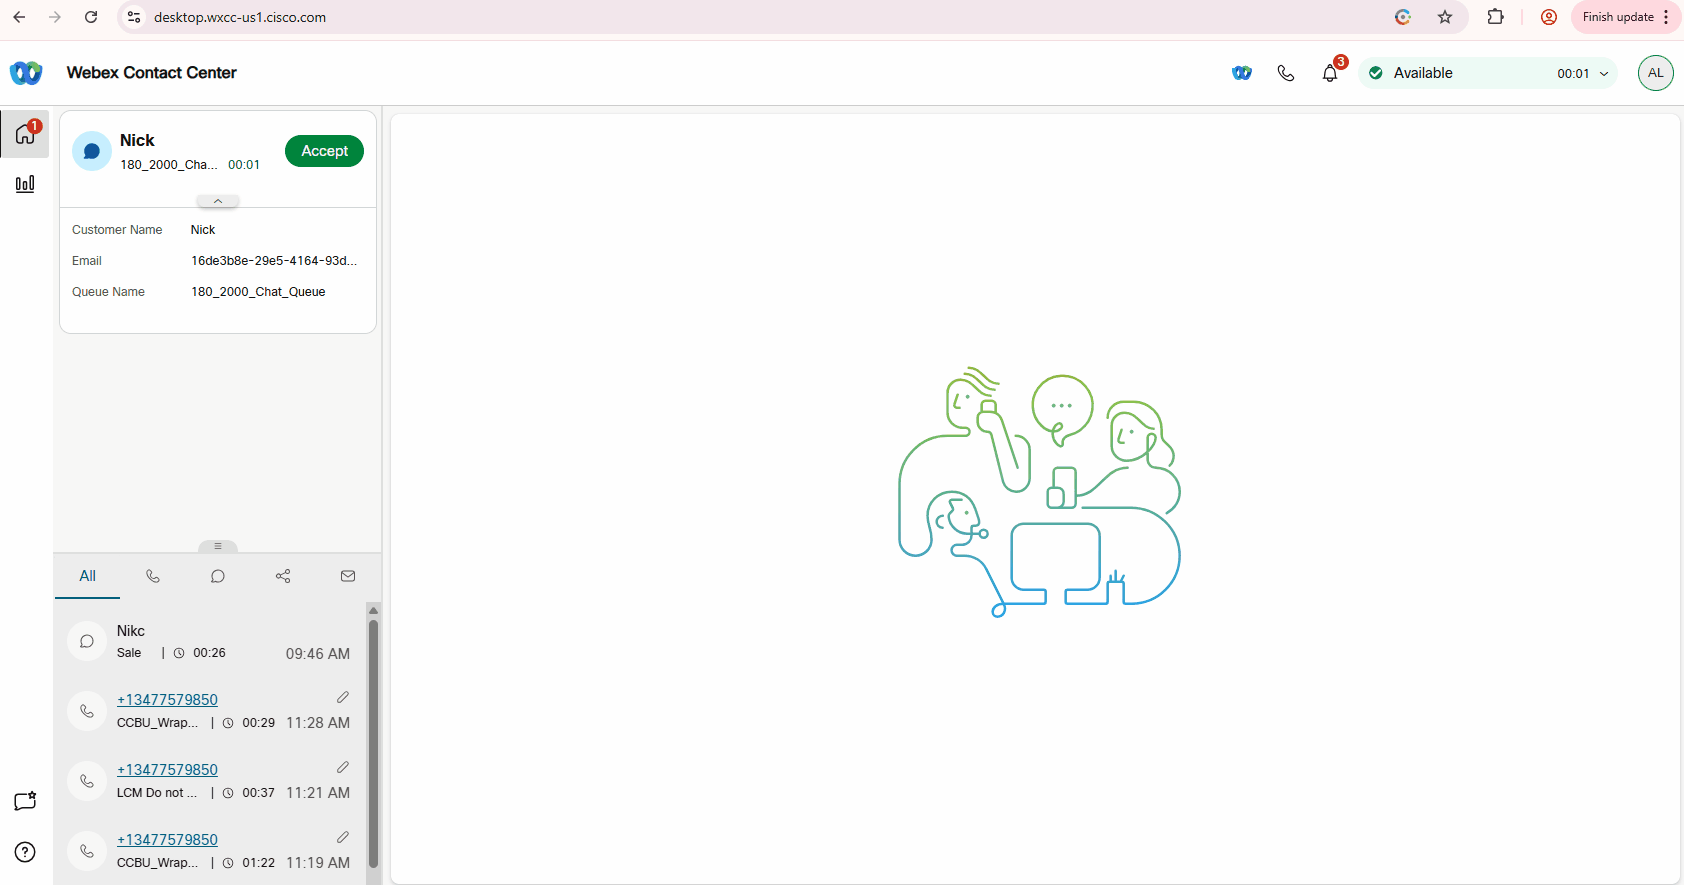 desktop.wxcc-us1.cisco.com
Finish update
Webex Contact Center
3
Available
00:01
AL
1
Nick
180_2000_Cha... 00:01
Accept
Customer Name Nick
Email 16de3b8e-29e5-4164-93d...
Queue Name 180_2000_Chat_Queue
All
Nikc
Sale | 00:26 09:46 AM
+13477579850
CCBU_Wrap... | 00:29 11:28 AM
+13477579850
LCM Do not ... | 00:37 11:21 AM
+13477579850
CCBU_Wrap... | 01:22 11:19 AM